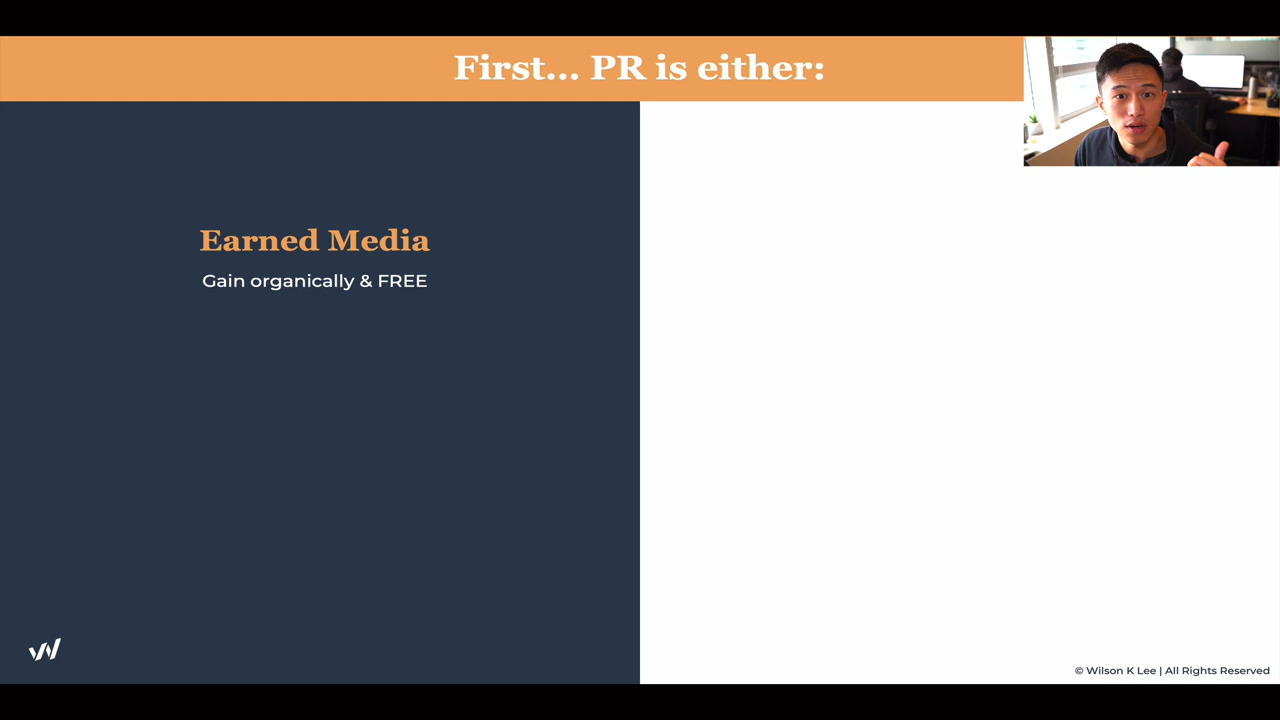 First... PR is either:
Earned Media
Gain organically & FREE
© Wilson K Lee | All Rights Reserved